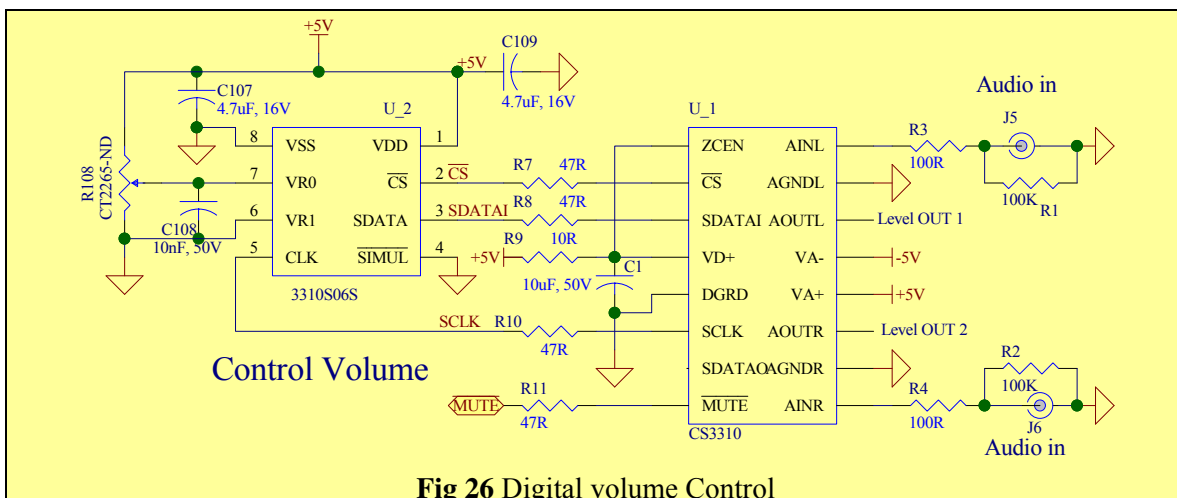 +5V
C109
+5V
4.7uF, 16V
C107
4.7uF, 16V
R108
CT2265-ND
C108
10nF, 50V
U_2
8 VSS VDD 1
7 VR0 CS 2
6 VR1 SDATA 3
5 CLK SIMUL 4
3310S06S
CS
SDATAI
R7 47R
R8 47R
R9 10R
+5V
C1
10uF, 50V
SCLK R10
47R
Control Volume
MUTE
R11
47R
U_1
ZCEN AINL
CS AGNDL
SDATAI AOUTL
VD+ VA-
DGRD VA+
SCLK AOUTR
SDATAO AGNDR
MUTE AINR
CS3310
Audio in
J5
R3
100R
100K
R1
Level OUT 1
-5V
+5V
Level OUT 2
R2
100K
R4
100R
J6
Audio in
Fig 26 Digital volume Control